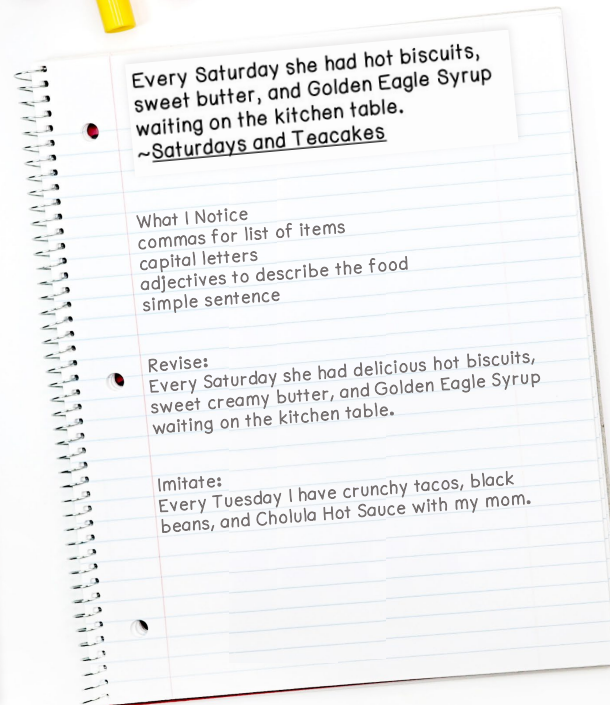 Every Saturday she had hot biscuits,
sweet butter, and Golden Eagle Syrup
waiting on the kitchen table.
~Saturdays and Teacakes
What I Notice
commas for list of items
capital letters
adjectives to describe the food
simple sentence
Revise:
Every Saturday she had delicious hot biscuits,
sweet creamy butter, and Golden Eagle Syrup
waiting on the kitchen table.
Imitate:
Every Tuesday I have crunchy tacos, black
beans, and Cholula Hot Sauce with my mom.